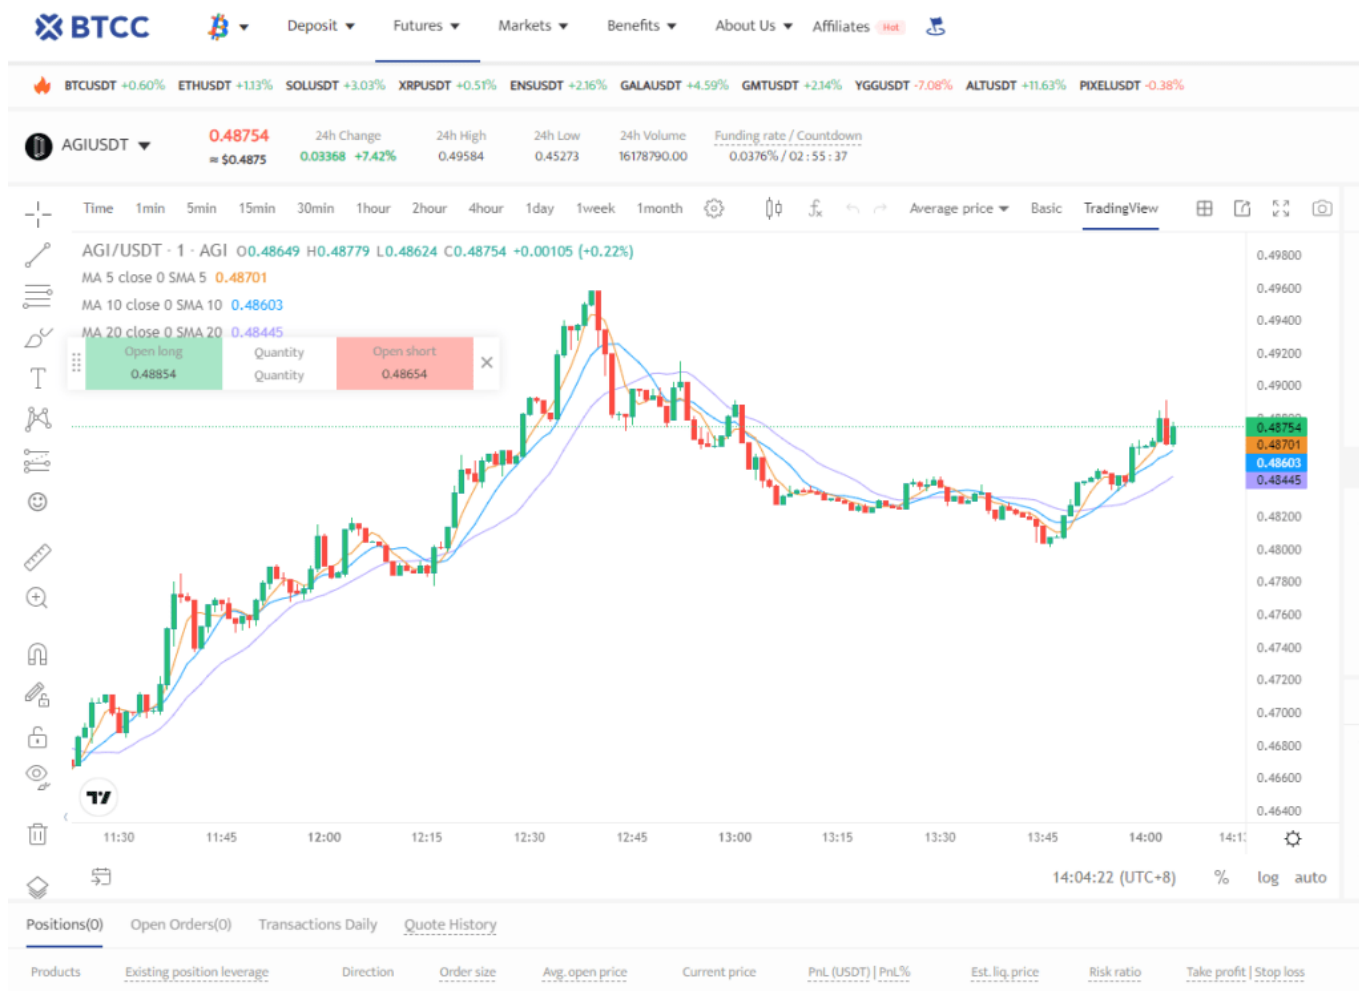 BTCC
Deposit Futures Markets Benefits About Us Affiliates Hot
BTCUSDT +0.60% ETHUSDT +1.13% SOLUSDT +3.03% XRPUSDT +0.51% ENSUSDT +2.16% GALAUSDT +4.59% GMTUSDT +2.14% YGGUSDT -7.08% ALTUSDT +11.63% PIXELUSDT -0.38%
AGIUSDT
0.48754 24h Change 24h High 24h Low 24h Volume Funding rate / Countdown
≈ $0.4875 0.03368 +7.42% 0.49584 0.45273 16178790.00 0.0376% / 02 : 55 : 37
Time 1min 5min 15min 30min 1hour 2hour 4hour 1day 1week 1month Average price Basic TradingView
AGI/USDT · 1 · AGI O0.48649 H0.48779 L0.48624 C0.48754 +0.00105 (+0.22%)
MA 5 close 0 SMA 5 0.48701
MA 10 close 0 SMA 10 0.48603
MA 20 close 0 SMA 20 0.48445
Open long Quantity Open short
0.48854 Quantity 0.48654
0.49800
0.49600
0.49400
0.49200
0.49000
0.48800
0.48754
0.48701
0.48603
0.48445
0.48200
0.48000
0.47800
0.47600
0.47400
0.47200
0.47000
0.46800
0.46600
0.46400
11:30 11:45 12:00 12:15 12:30 12:45 13:00 13:15 13:30 13:45 14:00
14:04:22 (UTC+8) % log auto
Positions(0) Open Orders(0) Transactions Daily Quote History
Products Existing position leverage Direction Order size Avg. open price Current price PnL (USDT) | PnL% Est. liq. price Risk ratio Take profit | Stop loss